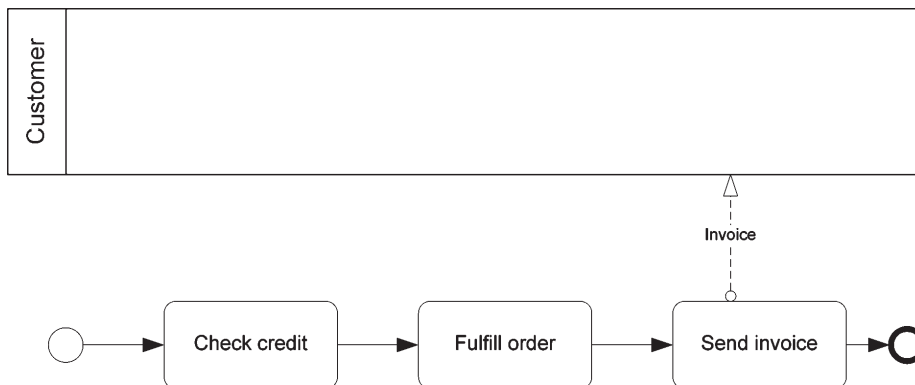 Customer
Invoice
Check credit
Fulfill order
Send invoice